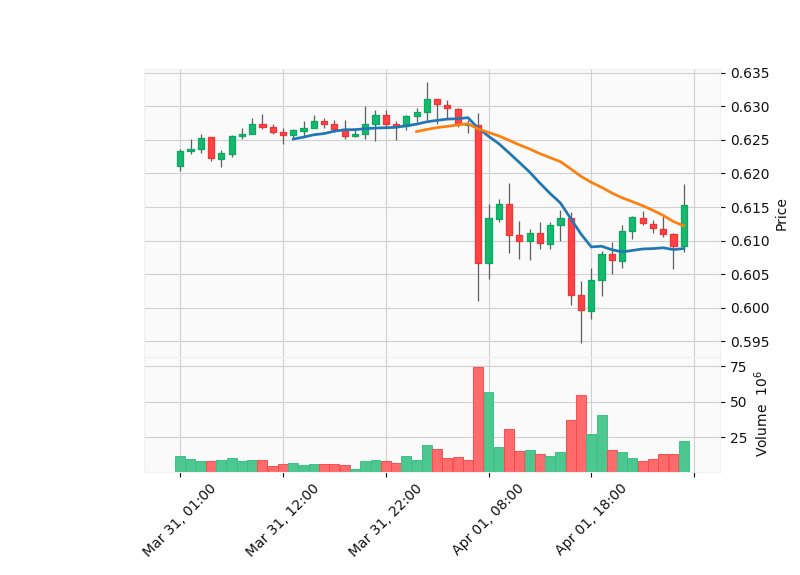 0.635
0.630
0.625
0.620
0.615
0.610
0.605
0.600
0.595
Price
75
50
25
Volume 10^6
Mar 31, 01:00
Mar 31, 12:00
Mar 31, 22:00
Apr 01, 08:00
Apr 01, 18:00